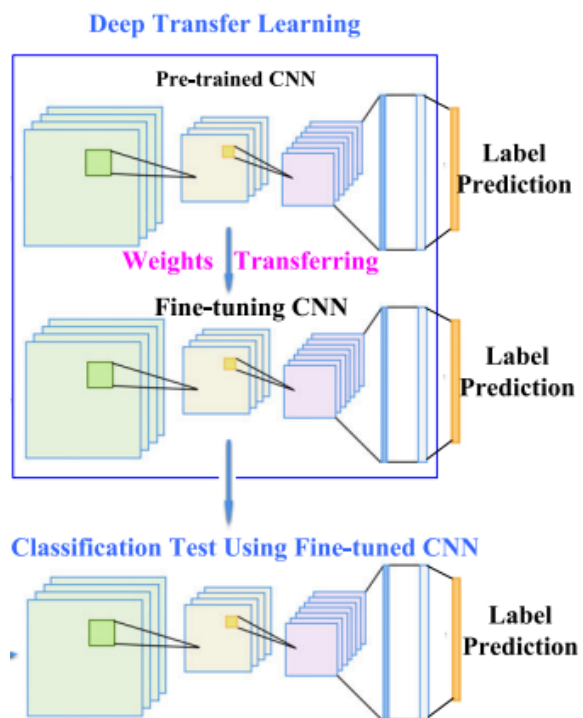 Deep Transfer Learning
Pre-trained CNN
Label
Prediction
Weights Transferring
Fine-tuning CNN
Label
Prediction
Classification Test Using Fine-tuned CNN
Label
Prediction